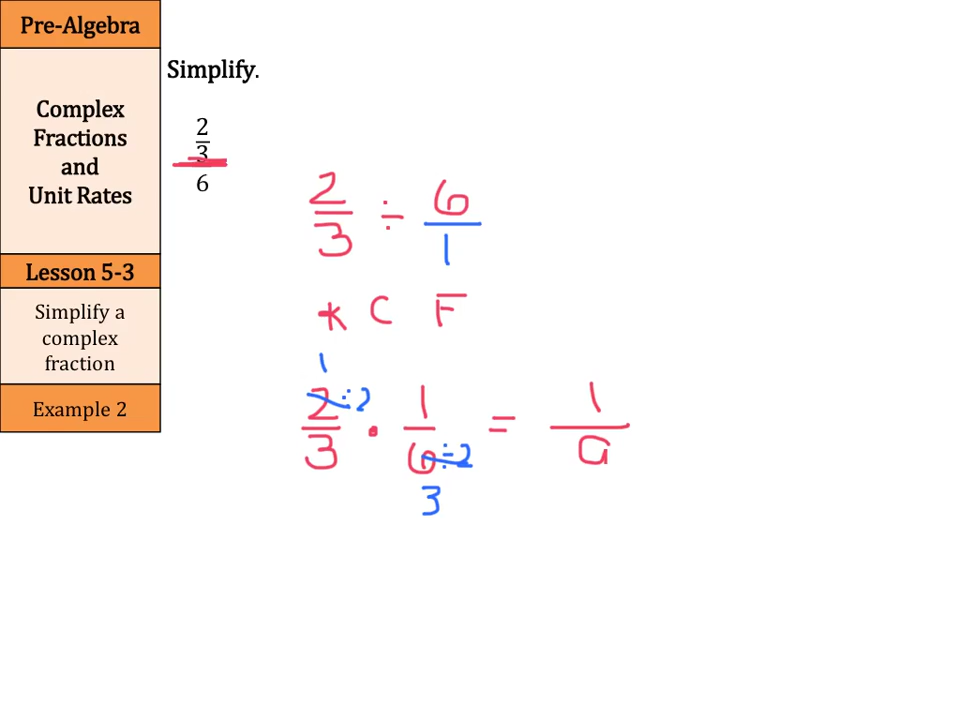 Pre-Algebra
Complex
Fractions
and
Unit Rates
Lesson 5-3
Simplify a
complex
fraction
Example 2
Simplify.
2
3
6
2/3 ÷ 6/1
K C F
1
2/3 ÷2 · 1/6 ÷2 = 1/9
3